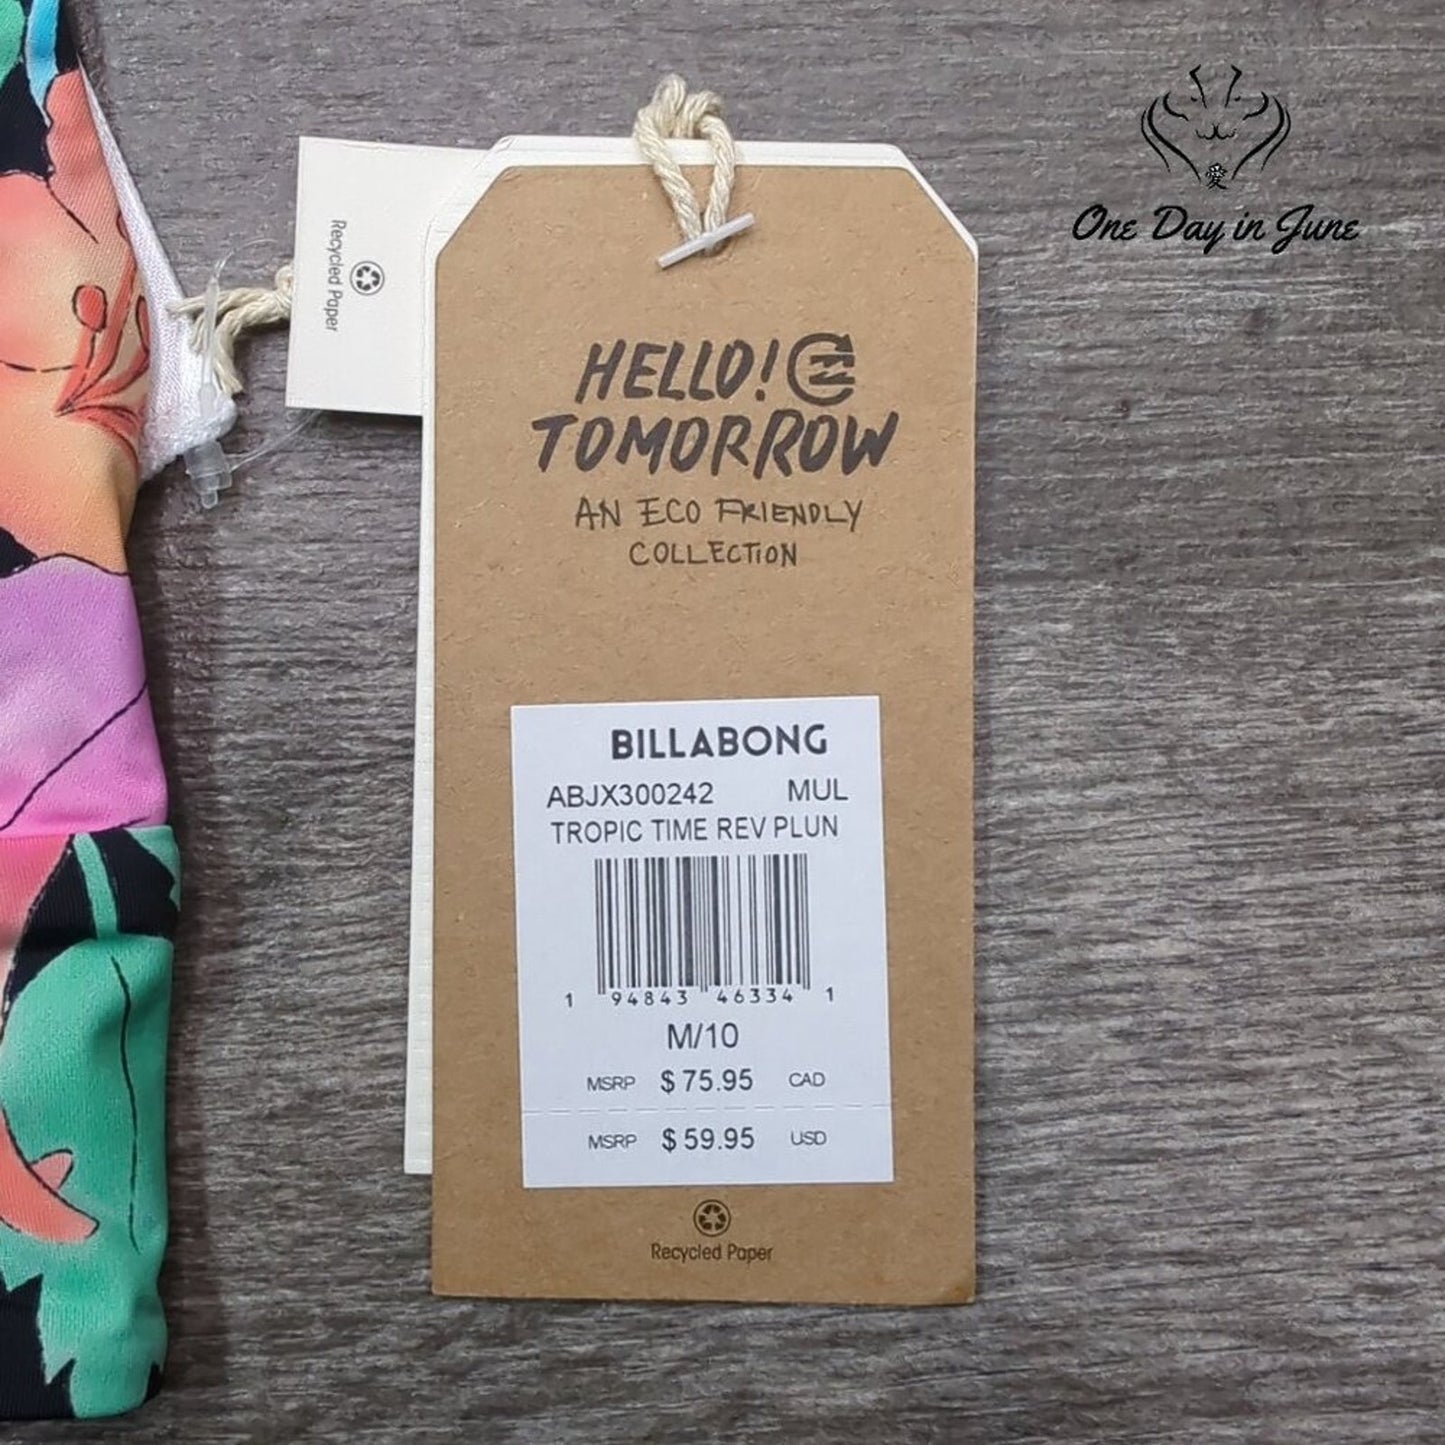 愛
One Day in June
Recycled Paper
HELLO!
TOMORROW
AN ECO FRIENDLY
COLLECTION
BILLABONG
ABJX300242 MUL
TROPIC TIME REV PLUN
1 94843 46334 1
M/10
MSRP $75.95 CAD
MSRP $59.95 USD
Recycled Paper